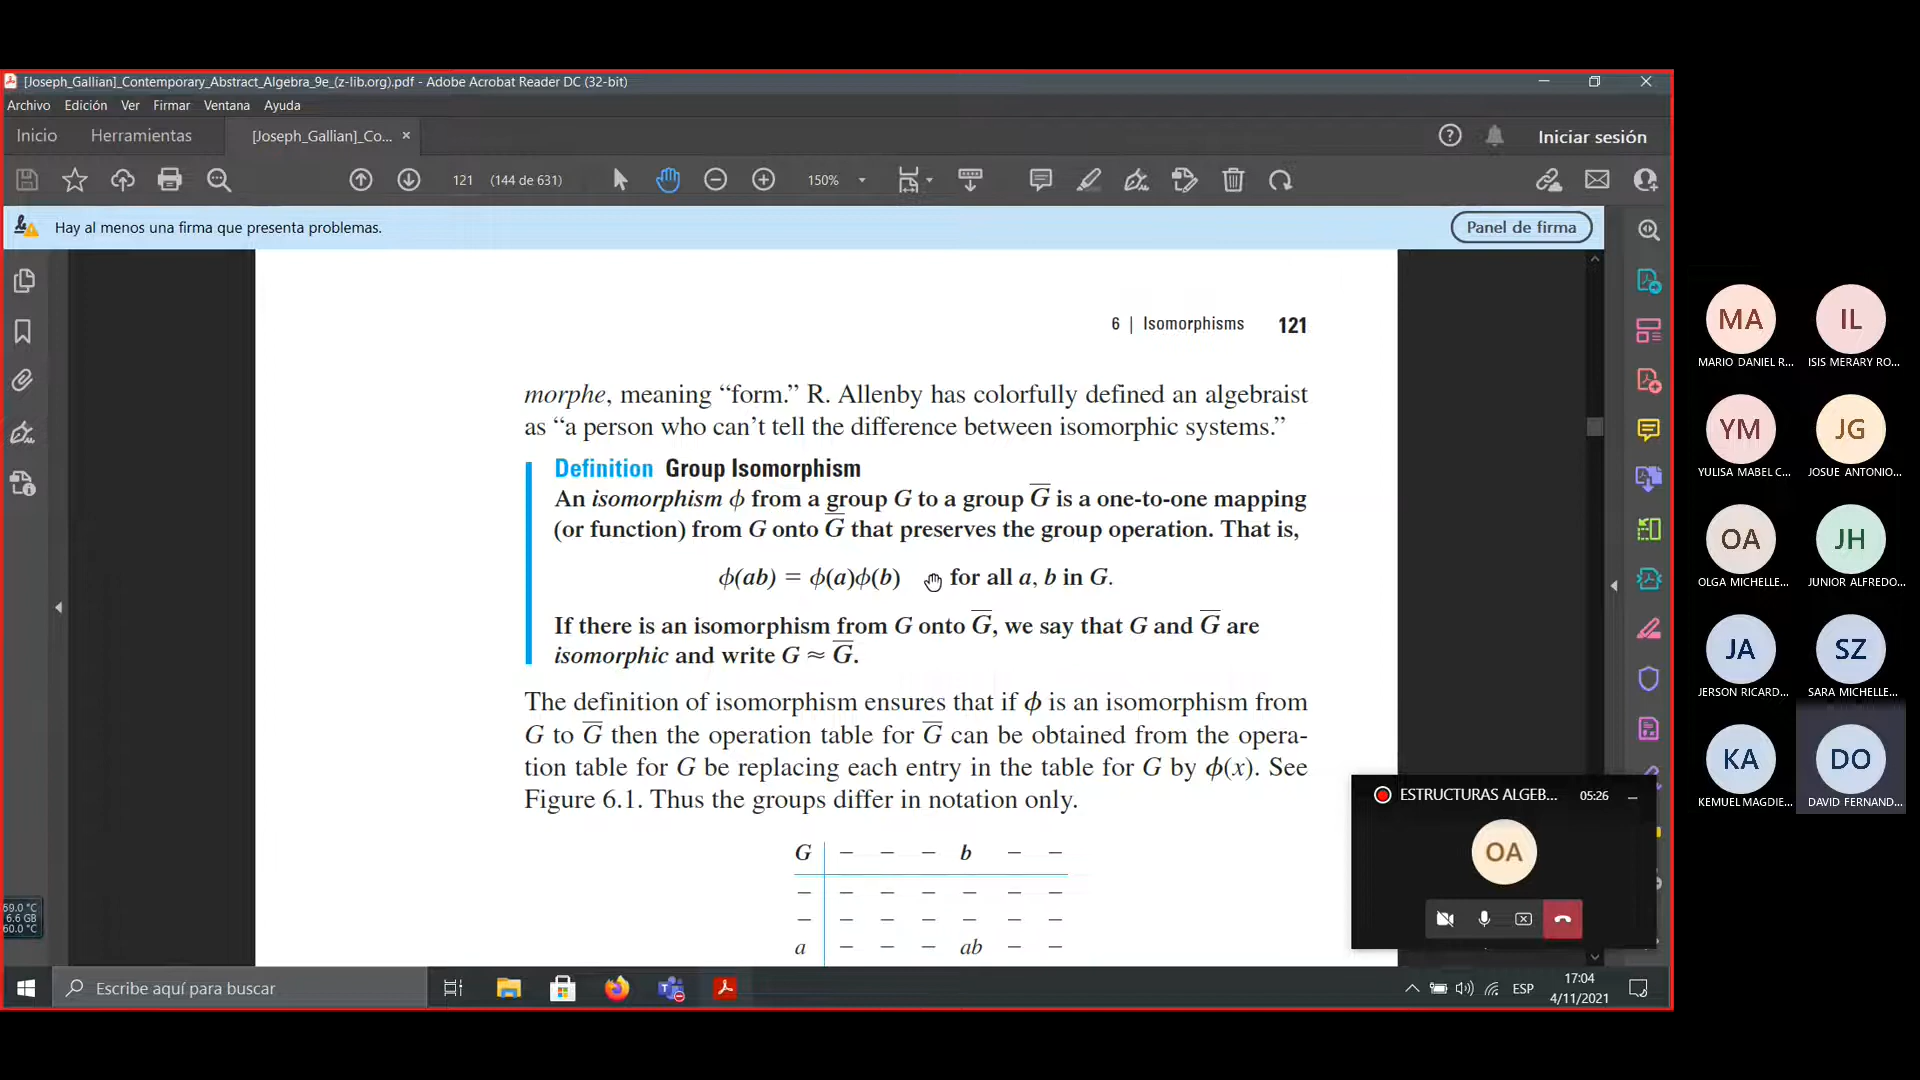 [Joseph_Gallian]_Contemporary_Abstract_Algebra_9e_(z-lib.org).pdf - Adobe Acrobat Reader DC (32-bit)
Archivo Edición Ver Firmar Ventana Ayuda
Inicio Herramientas [Joseph_Gallian]_Co... × Iniciar sesión
121 (144 de 631) 150%
Hay al menos una firma que presenta problemas. Panel de firma
6 | Isomorphisms 121
morphe, meaning “form.” R. Allenby has colorfully defined an algebraist
as “a person who can’t tell the difference between isomorphic systems.”
Definition Group Isomorphism
An isomorphism ϕ from a group G to a group G̅ is a one-to-one mapping
(or function) from G onto G̅ that preserves the group operation. That is,
ϕ(ab) = ϕ(a)ϕ(b) for all a, b in G.
If there is an isomorphism from G onto G̅, we say that G and G̅ are
isomorphic and write G ≈ G̅.
The definition of isomorphism ensures that if ϕ is an isomorphism from
G to G̅ then the operation table for G̅ can be obtained from the opera-
tion table for G be replacing each entry in the table for G by ϕ(x). See
Figure 6.1. Thus the groups differ in notation only.
G – – – b – –
– – – – – – –
– – – – – – –
a – – – ab – –
MA IL
MARIO DANIEL R... ISIS MERARY RO...
YM JG
YULISA MABEL C... JOSUE ANTONIO...
OA JH
OLGA MICHELLE... JUNIOR ALFREDO...
JA SZ
JERSON RICARD... SARA MICHELLE...
KA DO
KEMUEL MAGDIE... DAVID FERNAND...
ESTRUCTURAS ALGEB... 05:26
OA
59.0 °C
6.6 GB
60.0 °C
Escribe aquí para buscar
ESP
17:04
4/11/2021